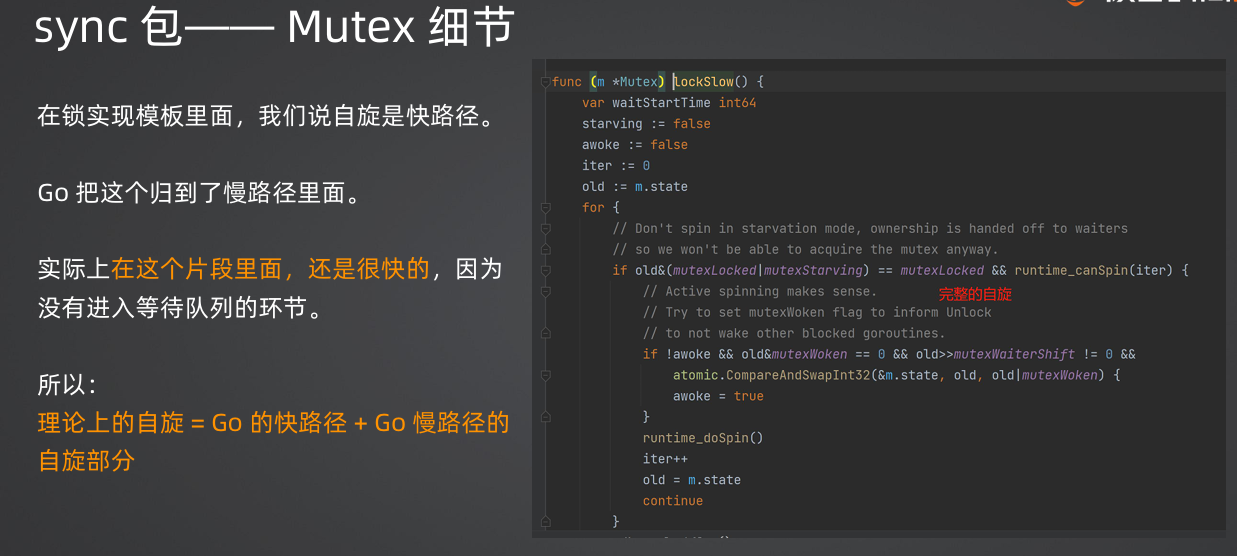 sync 包—— Mutex 细节
在锁实现模板里面，我们说自旋是快路径。
Go 把这个归到了慢路径里面。
实际上在这个片段里面，还是很快的，因为
没有进入等待队列的环节。
所以：
理论上的自旋 = Go 的快路径 + Go 慢路径的
自旋部分
func (m *Mutex) lockSlow() {
var waitStartTime int64
starving := false
awoke := false
iter := 0
old := m.state
for {
// Don't spin in starvation mode, ownership is handed off to waiters
// so we won't be able to acquire the mutex anyway.
if old&(mutexLocked|mutexStarving) == mutexLocked && runtime_canSpin(iter) {
// Active spinning makes sense.
完整的自旋
// Try to set mutexWoken flag to inform Unlock
// to not wake other blocked goroutines.
if !awoke && old&mutexWoken == 0 && old>>mutexWaiterShift != 0 &&
atomic.CompareAndSwapInt32(&m.state, old, old|mutexWoken) {
awoke = true
}
runtime_doSpin()
iter++
old = m.state
continue
}